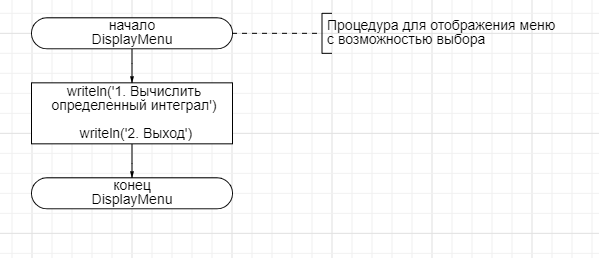 начало
DisplayMenu
Процедура для отображения меню
с возможностью выбора
writeln('1. Вычислить
определенный интеграл')
writeln('2. Выход')
конец
DisplayMenu